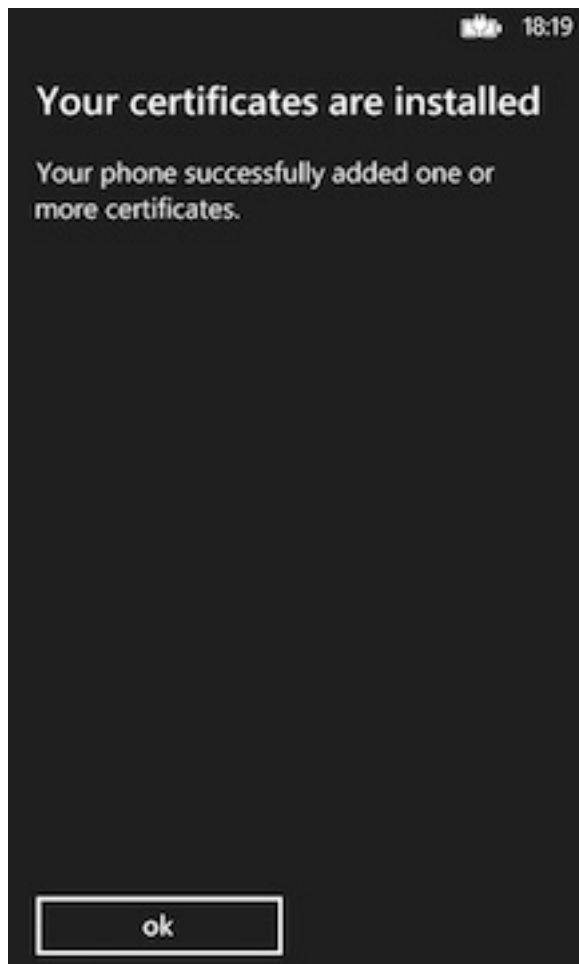 18:19
Your certificates are installed
Your phone successfully added one or
more certificates.
ok